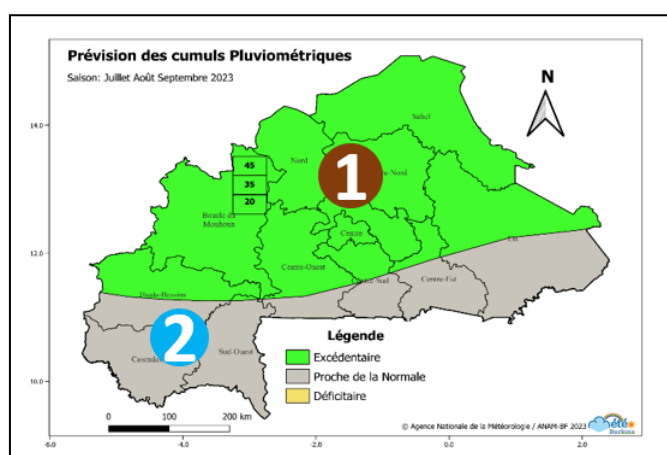 Prévision des cumuls Pluviométriques
Saison: Juillet Août Septembre 2023
N
14.0
Sahel
Nord
45
1
-Nord
35
20
Boucle du
Mouhoun
Centre
12.0
Est
Centre-Ouest
Centre-Sud
Centre-Est
Hauts-Bassins
2
Légende
Sud-Ouest
Excédentaire
Cascades
Proche de la Normale
10.0
Déficitaire
0 100 200 km
© Agence Nationale de la Météorologie / ANAM-BF 2023
été
Burkina
-6.0 -4.0 -2.0 0.0 2.0